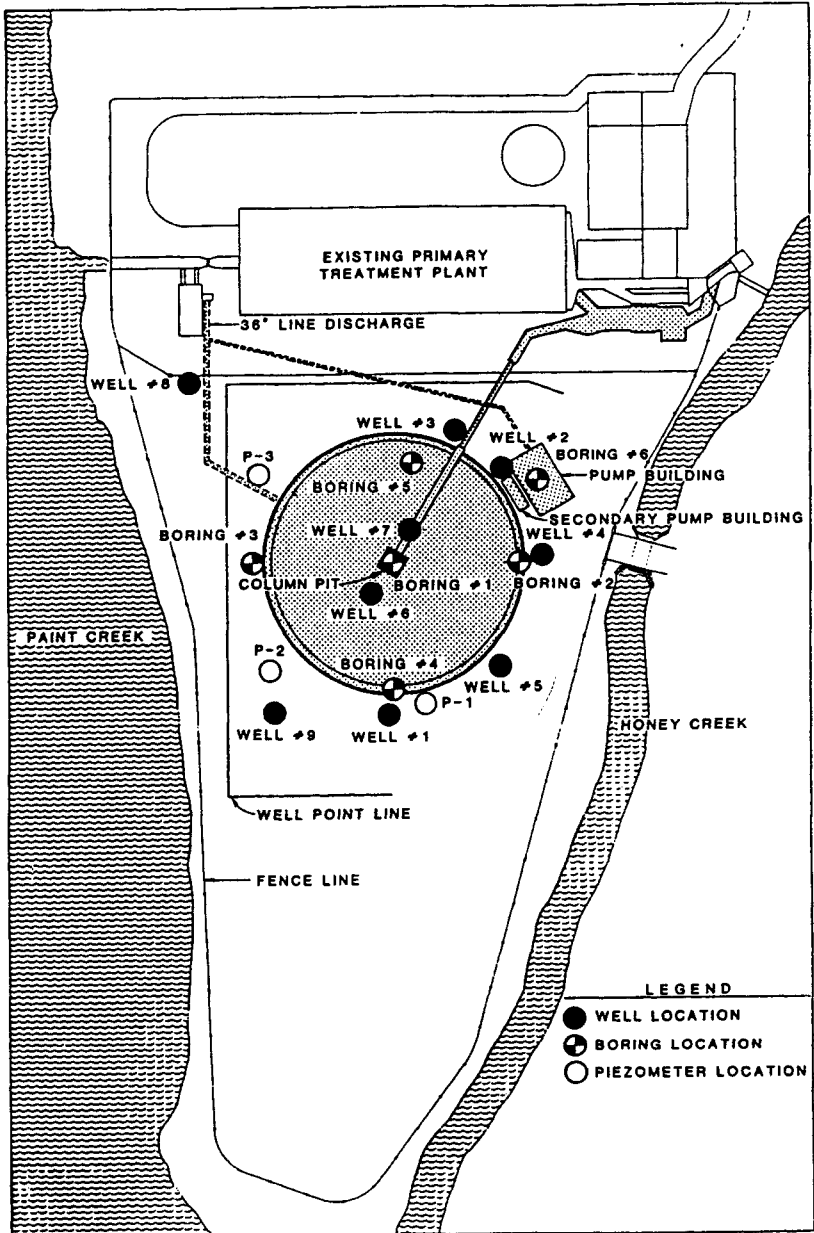 EXISTING PRIMARY
TREATMENT PLANT
36" LINE DISCHARGE
WELL #8
WELL #3
WELL #2
P-3
BORING #6
BORING #5
PUMP BUILDING
WELL #7
SECONDARY PUMP BUILDING
BORING #3
WELL #4
COLUMN PIT
BORING #1
BORING #2
WELL #6
PAINT CREEK
P-2
BORING #4
WELL #5
P-1
WELL #9
WELL #1
HONEY CREEK
WELL POINT LINE
FENCE LINE
LEGEND
WELL LOCATION
BORING LOCATION
PIEZOMETER LOCATION